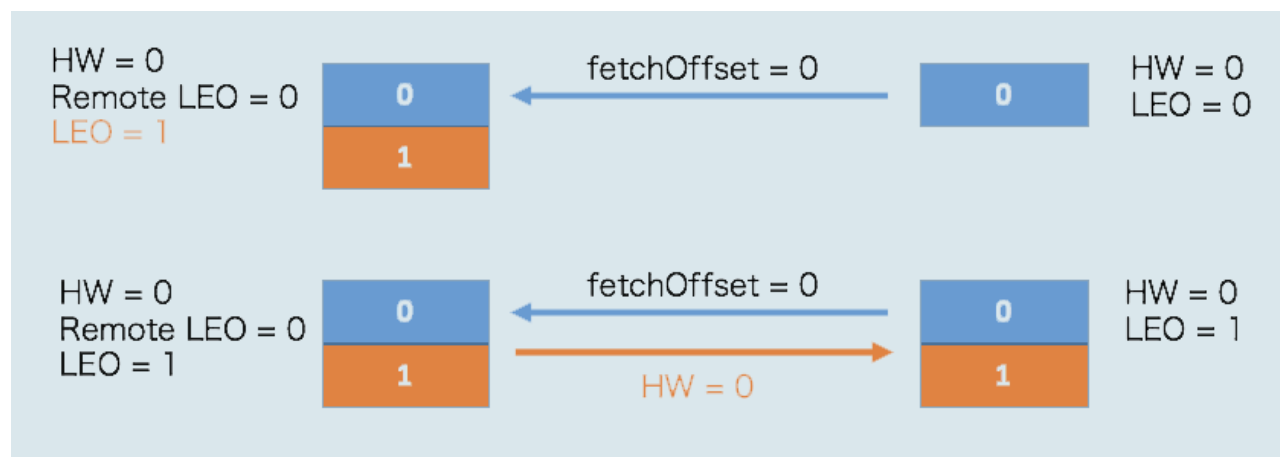 HW = 0
Remote LEO = 0
LEO = 1
0
1
fetchOffset = 0
0
HW = 0
LEO = 0
HW = 0
Remote LEO = 0
LEO = 1
0
1
fetchOffset = 0
HW = 0
0
1
HW = 0
LEO = 1